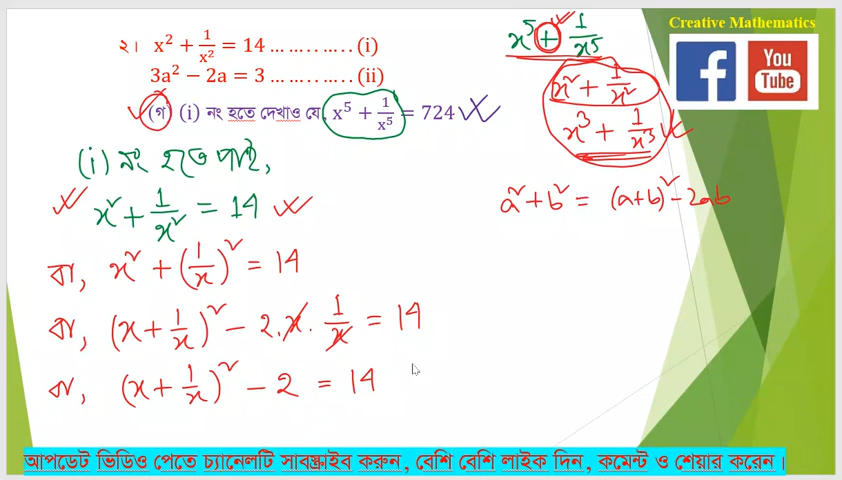 ২। x² + 1/x² = 14 ………………(i)
3a² − 2a = 3 ………………(ii)
(গ) (i) নং হতে দেখাও যে, x⁵ + 1/x⁵ = 724
(i) নং হতে পাই,
x² + 1/x² = 14
বা, x² + (1/x)² = 14
বা, (x + 1/x)² − 2.x. 1/x = 14
বা, (x + 1/x)² − 2 = 14
x⁵ + 1/x⁵
x² + 1/x²
x³ + 1/x³
a² + b² = (a+b)² − 2ab
Creative Mathematics
f
You
Tube
আপডেট ভিডিও পেতে চ্যানেলটি সাবস্ক্রাইব করুন, বেশি বেশি লাইক দিন, কমেন্ট ও শেয়ার করেন।